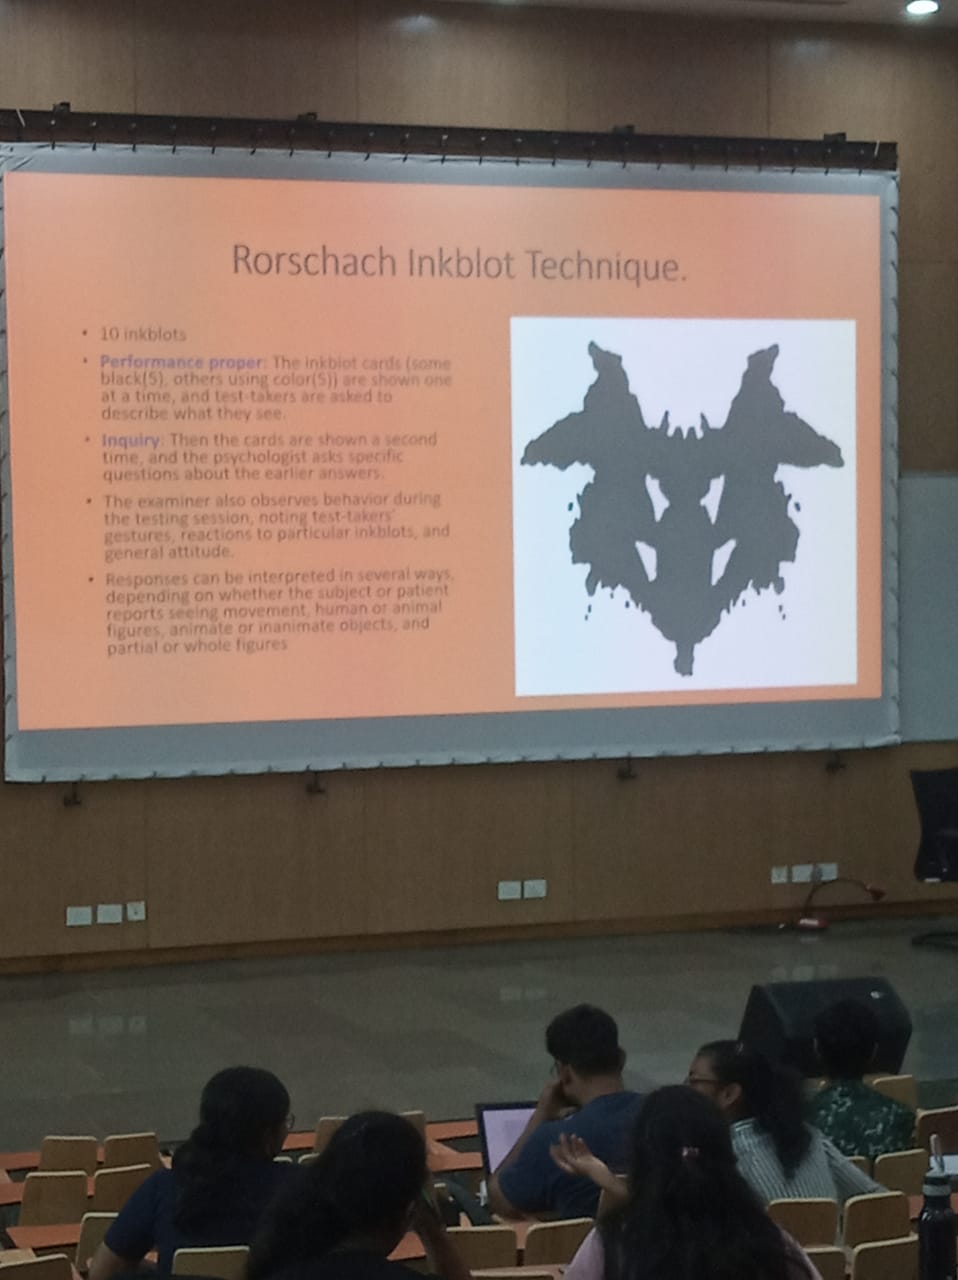 Rorschach Inkblot Technique.
• 10 inkblots
• Performance proper: The inkblot cards (some
black(5), others using color(5)) are shown one
at a time, and test-takers are asked to
describe what they see.
• Inquiry: Then the cards are shown a second
time, and the psychologist asks specific
questions about the earlier answers.
• The examiner also observes behavior during
the testing session, noting test-takers'
gestures, reactions to particular inkblots, and
general attitude.
• Responses can be interpreted in several ways,
depending on whether the subject or patient
reports seeing movement, human or animal
figures, animate or inanimate objects, and
partial or whole figures